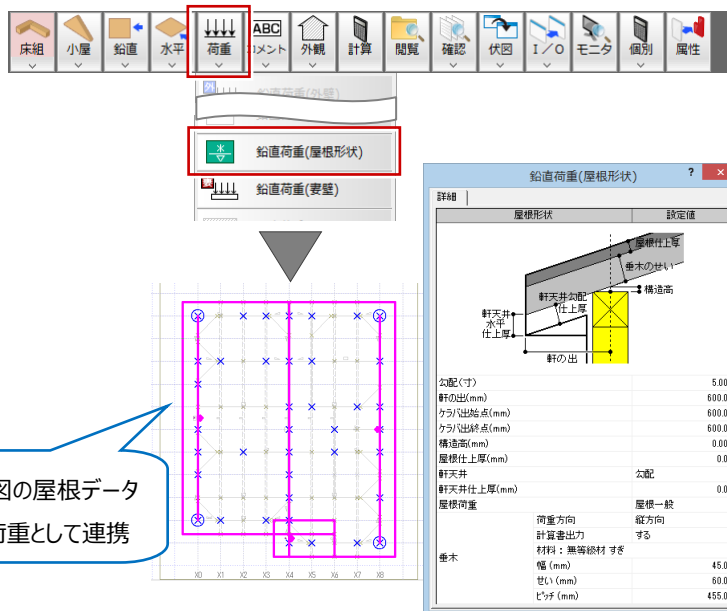 床組 小屋 鉛直 水平 荷重 コメント 外観 計算 閲覧 確認 伏図 I/O モニタ 個別 属性
ABC
外
鉛直荷重(外壁)
鉛直荷重(屋根形状)
鉛直荷重(妻壁)
鉛直荷重(屋根形状) ? ×
詳細
屋根形状 設定値
屋根仕上厚
垂木のせい
構造高
軒天井勾配
仕上厚
軒天井
水平
仕上厚
軒の出
勾配(寸) 5.00
軒の出(mm) 600.0
ケラバ出始点(mm) 600.0
ケラバ出終点(mm) 600.0
構造高(mm) 0.00
屋根仕上厚(mm) 0.0
軒天井 勾配
軒天井仕上厚(mm) 0.0
屋根荷重 屋根一般
荷重方向 縦方向
計算書出力 する
垂木
材料:無等級材 すぎ
幅(mm) 45.0
せい(mm) 60.0
ピッチ(mm) 455.0
図の屋根データ
荷重として連携
X0 X1 X2 X3 X4 X5 X6 X7 X8